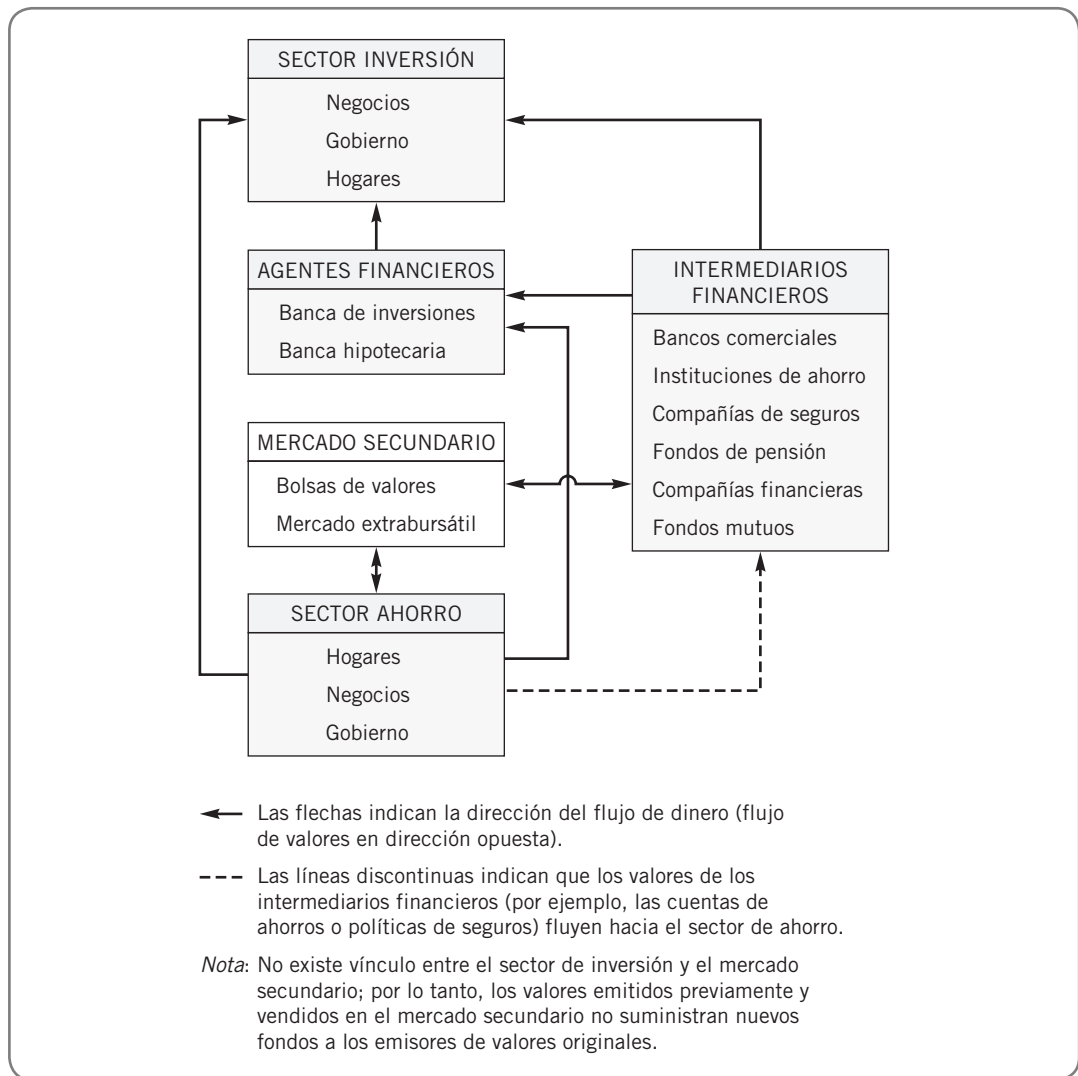 SECTOR INVERSIÓN
Negocios
Gobierno
Hogares
AGENTES FINANCIEROS
Banca de inversiones
Banca hipotecaria
INTERMEDIARIOS
FINANCIEROS
Bancos comerciales
Instituciones de ahorro
Compañías de seguros
Fondos de pensión
Compañías financieras
Fondos mutuos
MERCADO SECUNDARIO
Bolsas de valores
Mercado extrabursátil
SECTOR AHORRO
Hogares
Negocios
Gobierno
Las flechas indican la dirección del flujo de dinero (flujo
de valores en dirección opuesta).
Las líneas discontinuas indican que los valores de los
intermediarios financieros (por ejemplo, las cuentas de
ahorros o políticas de seguros) fluyen hacia el sector de ahorro.
Nota: No existe vínculo entre el sector de inversión y el mercado
secundario; por lo tanto, los valores emitidos previamente y
vendidos en el mercado secundario no suministran nuevos
fondos a los emisores de valores originales.